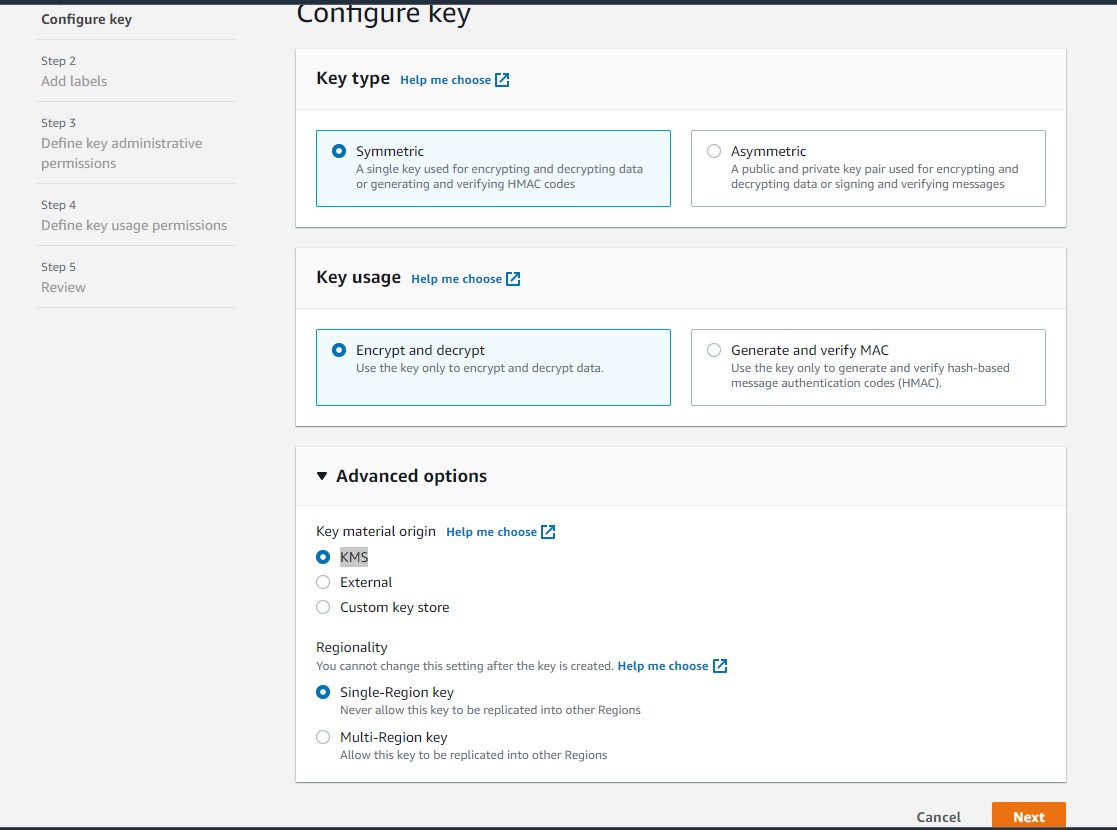 Configure key
Step 2
Add labels
Step 3
Define key administrative
permissions
Step 4
Define key usage permissions
Step 5
Review
Configure key
Key type Help me choose
Symmetric
A single key used for encrypting and decrypting data
or generating and verifying HMAC codes
Asymmetric
A public and private key pair used for encrypting and
decrypting data or signing and verifying messages
Key usage Help me choose
Encrypt and decrypt
Use the key only to encrypt and decrypt data.
Generate and verify MAC
Use the key only to generate and verify hash-based
message authentication codes (HMAC).
Advanced options
Key material origin Help me choose
KMS
External
Custom key store
Regionality
You cannot change this setting after the key is created. Help me choose
Single-Region key
Never allow this key to be replicated into other Regions
Multi-Region key
Allow this key to be replicated into other Regions
Cancel Next